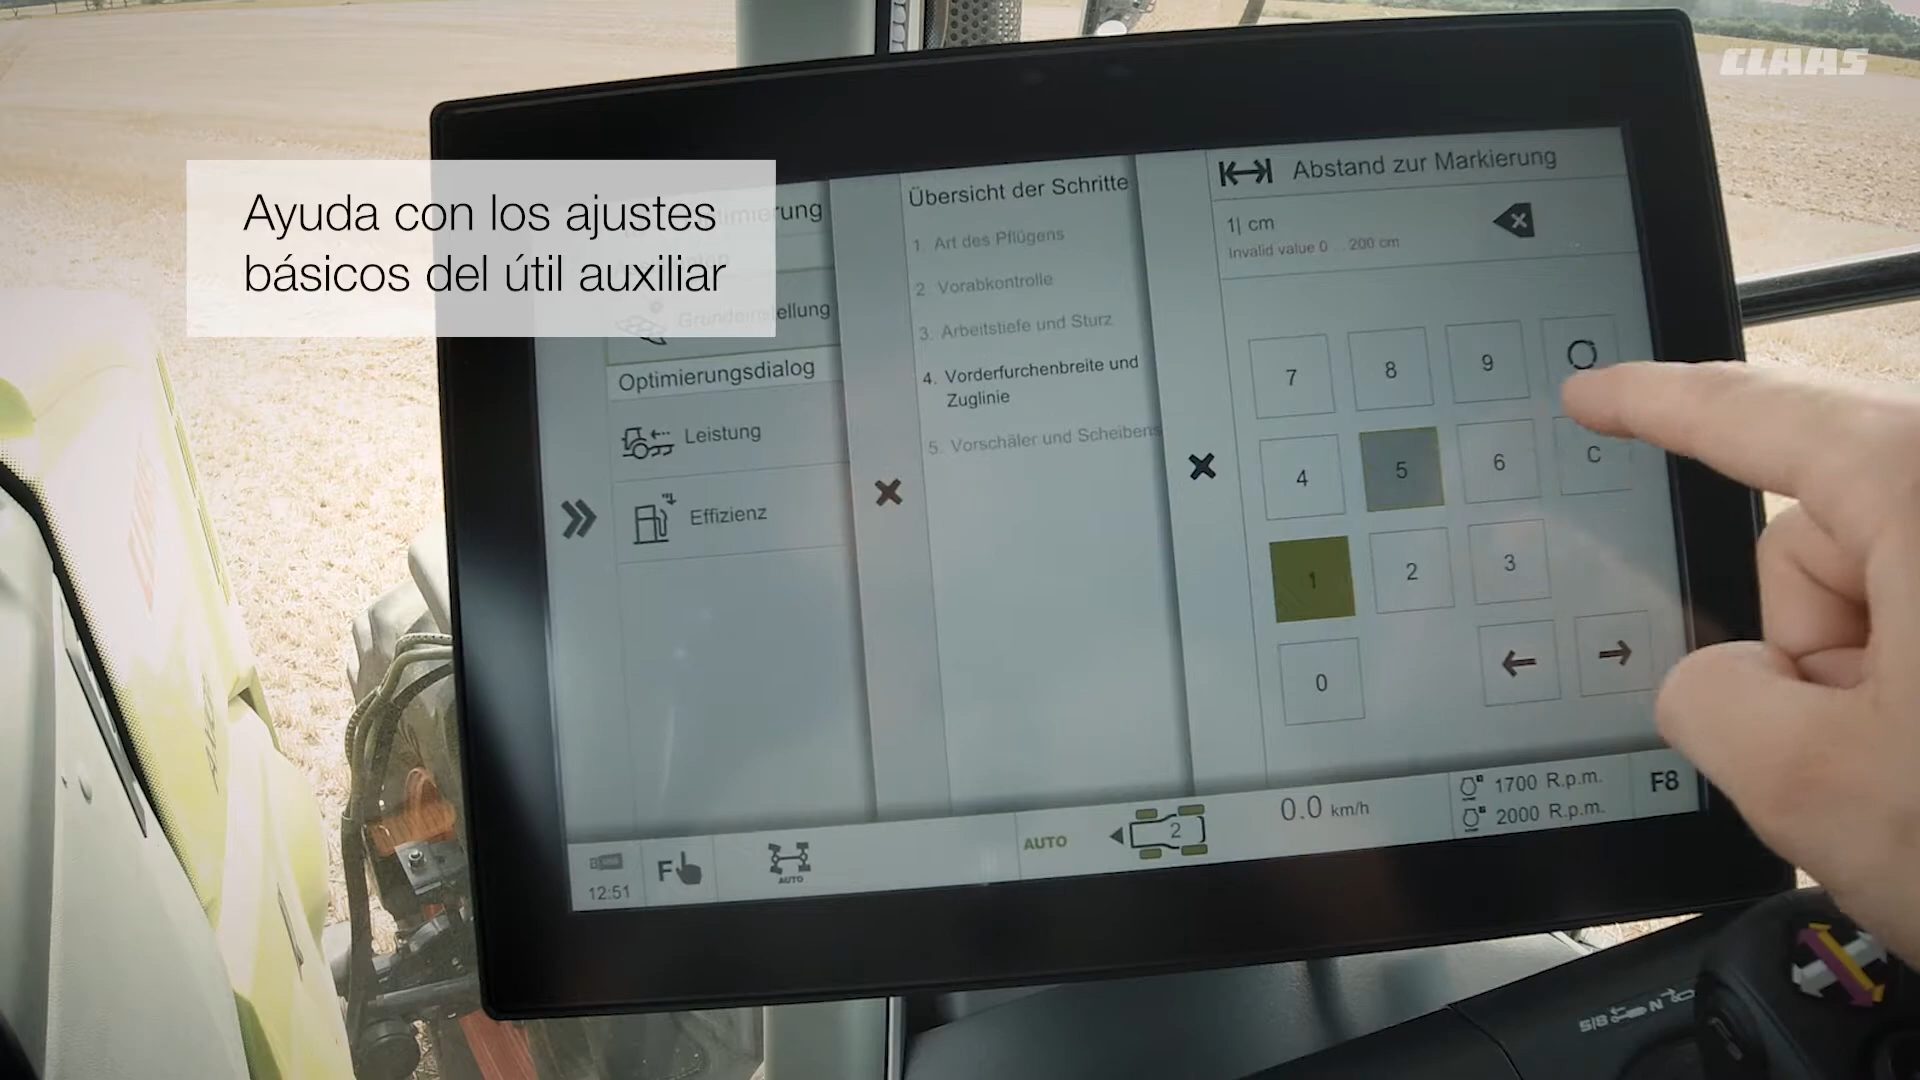 CLAAS
Ayuda con los ajustes
básicos del útil auxiliar
Grundeinstellung
Optimierungsdialog
Leistung
Effizienz
Übersicht der Schritte
1. Art des Pflügens
2. Vorabkontrolle
3. Arbeitstiefe und Sturz
4. Vorderfurchenbreite und
Zuglinie
5. Vorschäler und Scheibens
Abstand zur Markierung
1| cm
Invalid value 0 .. 200 cm
7 8 9
4 5 6 C
1 2 3
0
12:51
F
AUTO
AUTO
2
0.0 km/h
1700 R.p.m.
2000 R.p.m.
F8
S/B N